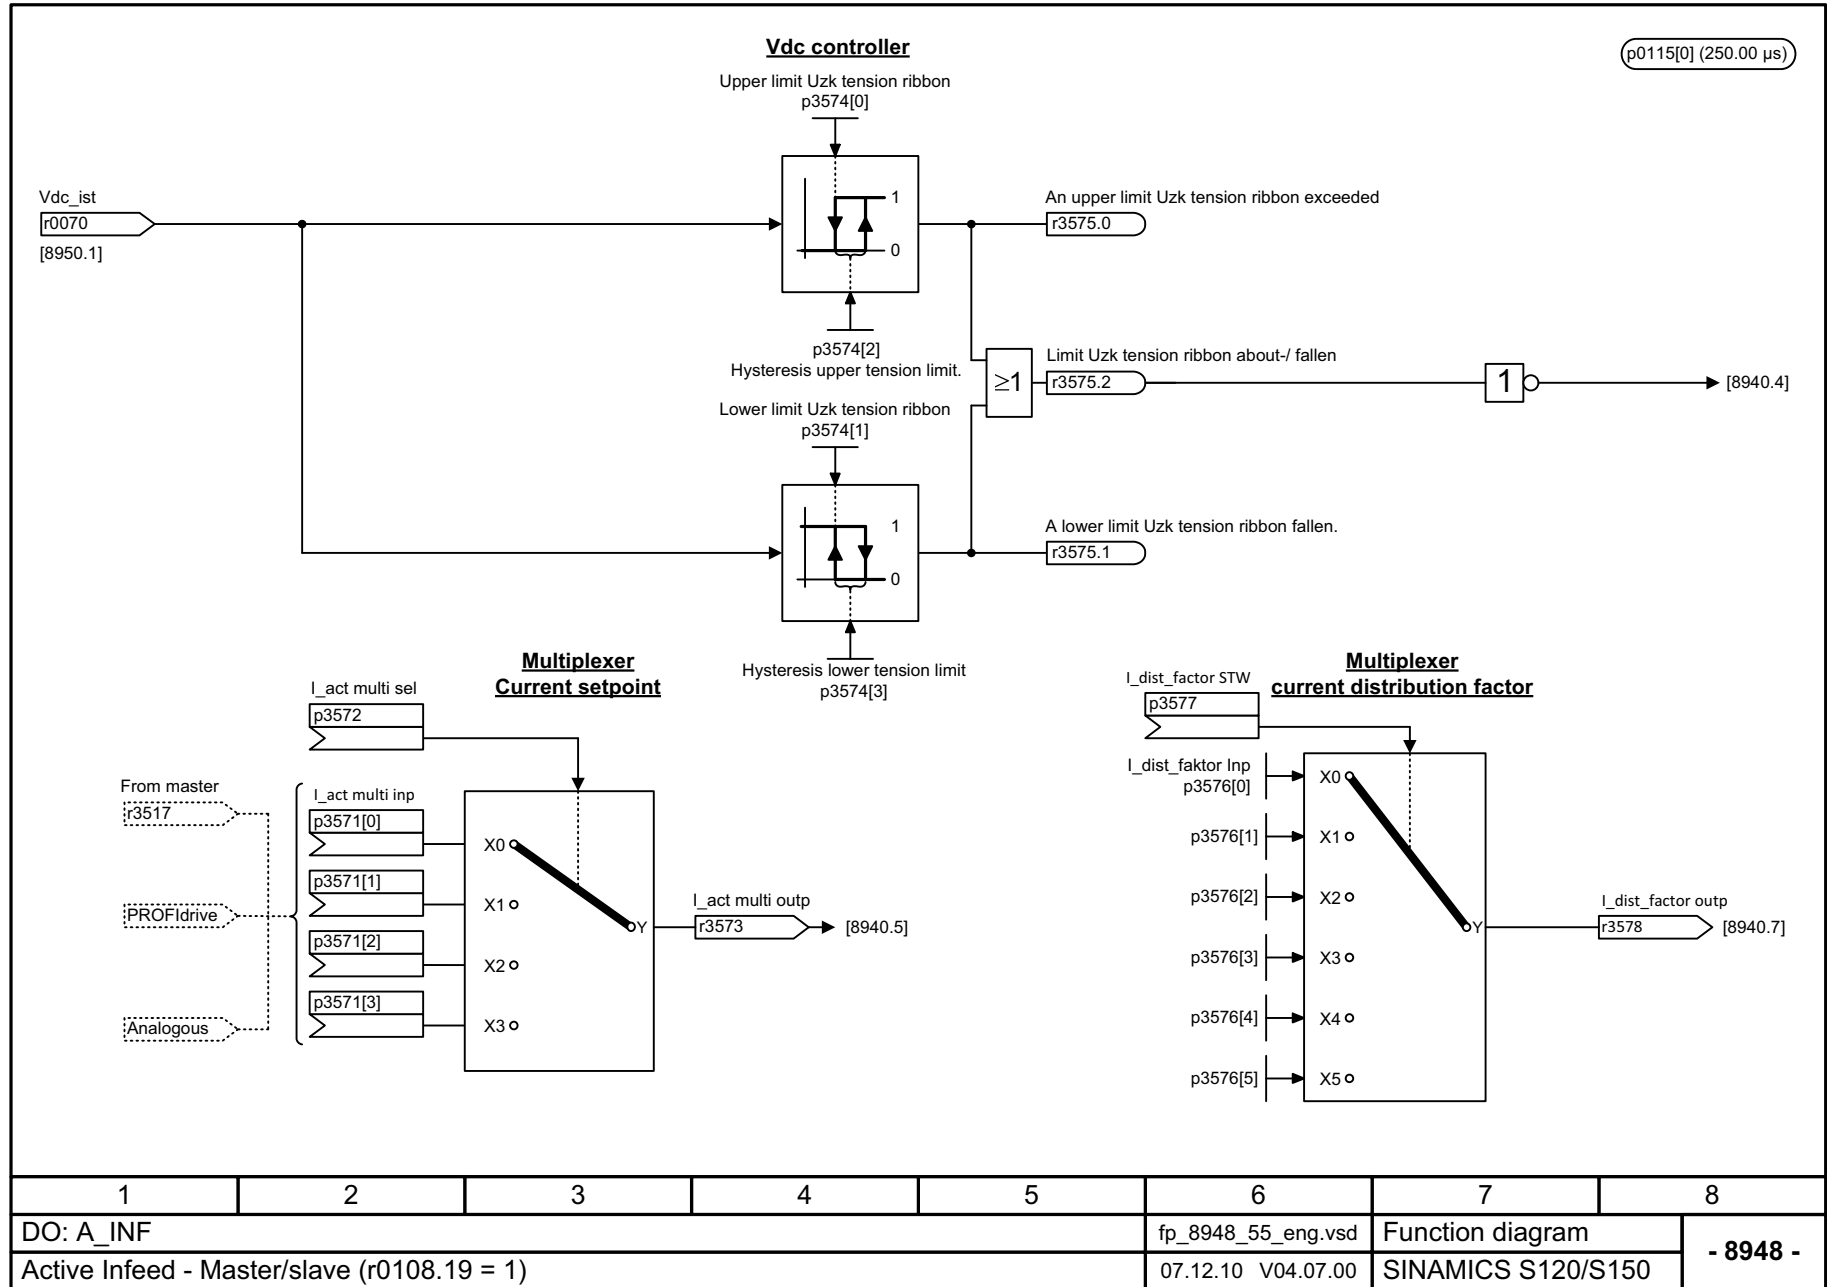 Vdc controller
p0115[0] (250.00 µs)
Upper limit Uzk tension ribbon
p3574[0]
Vdc_ist
r0070
[8950.1]
1
0
An upper limit Uzk tension ribbon exceeded
r3575.0
p3574[2]
Hysteresis upper tension limit.
≥1
Limit Uzk tension ribbon about-/ fallen
r3575.2
1
[8940.4]
Lower limit Uzk tension ribbon
p3574[1]
1
0
A lower limit Uzk tension ribbon fallen.
r3575.1
Hysteresis lower tension limit
p3574[3]
Multiplexer
Current setpoint
I_act multi sel
p3572
From master
r3517
PROFIdrive
Analogous
I_act multi inp
p3571[0]
p3571[1]
p3571[2]
p3571[3]
X0
X1
X2
X3
Y
I_act multi outp
r3573
[8940.5]
Multiplexer
current distribution factor
I_dist_factor STW
p3577
I_dist_faktor Inp
p3576[0]
p3576[1]
p3576[2]
p3576[3]
p3576[4]
p3576[5]
X0
X1
X2
X3
X4
X5
Y
I_dist_factor outp
r3578
[8940.7]
1 2 3 4 5 6 7 8
DO: A_INF
fp_8948_55_eng.vsd
Function diagram
- 8948 -
Active Infeed - Master/slave (r0108.19 = 1)
07.12.10 V04.07.00
SINAMICS S120/S150